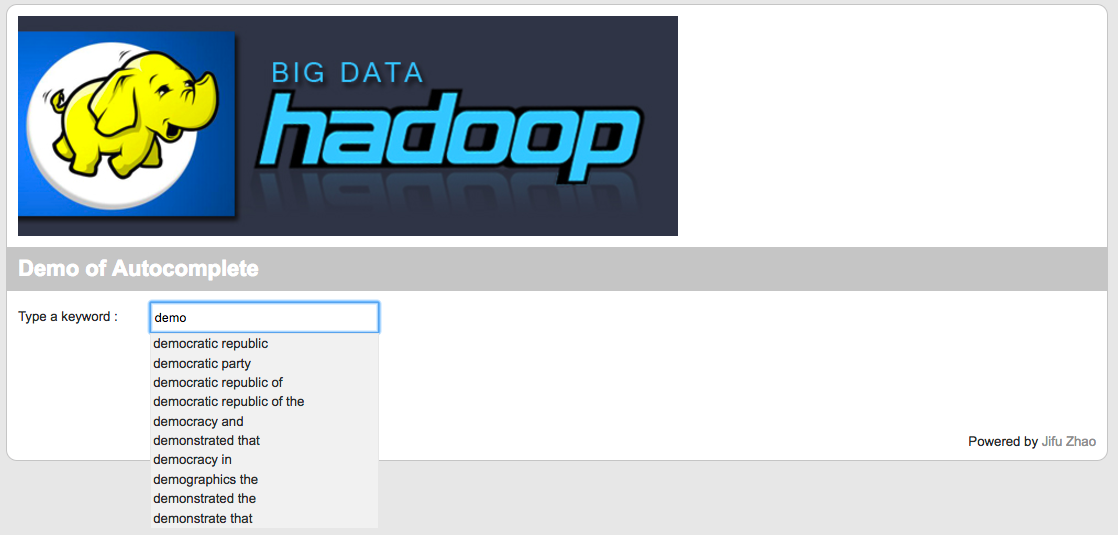 BIG DATA
hadoop
Demo of Autocomplete
Type a keyword :
demo
democratic republic
democratic party
democratic republic of
democratic republic of the
democracy and
demonstrated that
democracy in
demographics the
demonstrated the
demonstrate that
Powered by Jifu Zhao